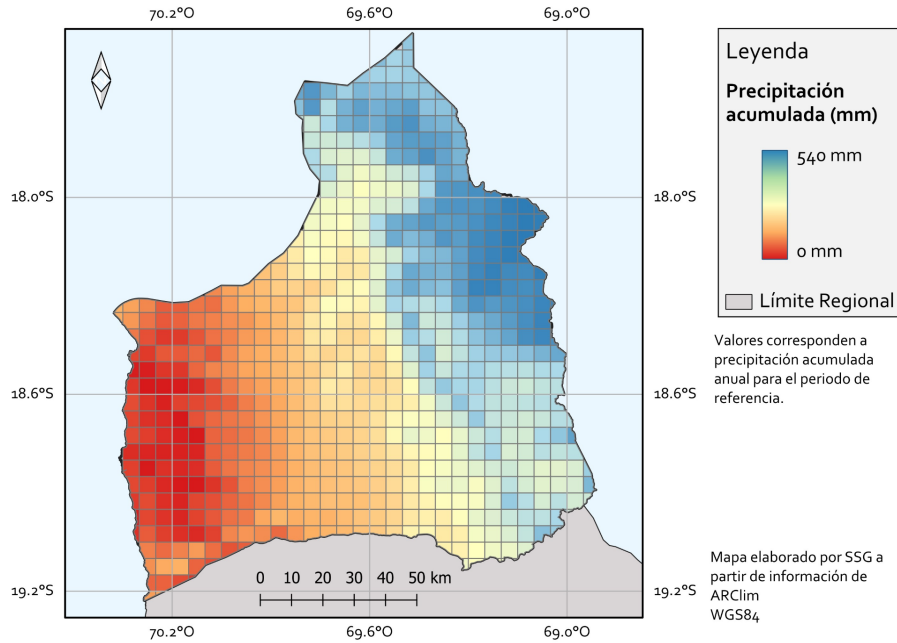 70.2°O 69.6°O 69.0°O
18.0°S 18.0°S
18.6°S 18.6°S
19.2°S 19.2°S
0 10 20 30 40 50 km
70.2°O 69.6°O 69.0°O
Leyenda
Precipitación
acumulada (mm)
540 mm
0 mm
Límite Regional
Valores corresponden a
precipitación acumulada
anual para el periodo de
referencia.
Mapa elaborado por SSG a
partir de información de
ARClim
WGS84